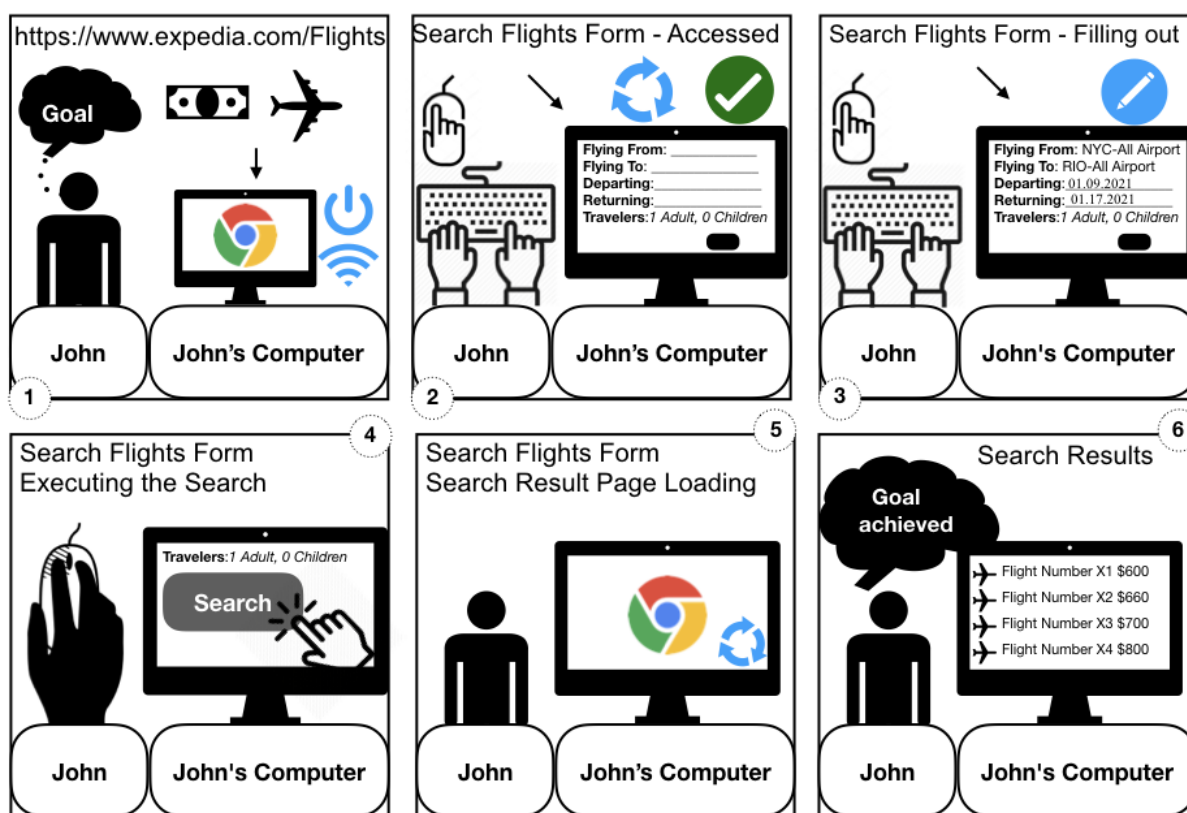 https://www.expedia.com/Flights
Goal
John
John's Computer
1
Search Flights Form - Accessed
Flying From:
Flying To:
Departing:
Returning:
Travelers:1 Adult, 0 Children
John
John’s Computer
2
Search Flights Form - Filling out
Flying From: NYC-All Airport
Flying To: RIO-All Airport
Departing: 01.09.2021
Returning: 01.17.2021
Travelers:1 Adult, 0 Children
John
John's Computer
3
4
Search Flights Form
Executing the Search
Travelers:1 Adult, 0 Children
Search
John
John's Computer
5
Search Flights Form
Search Result Page Loading
John
John’s Computer
6
Search Results
Goal
achieved
Flight Number X1 $600
Flight Number X2 $660
Flight Number X3 $700
Flight Number X4 $800
John
John's Computer